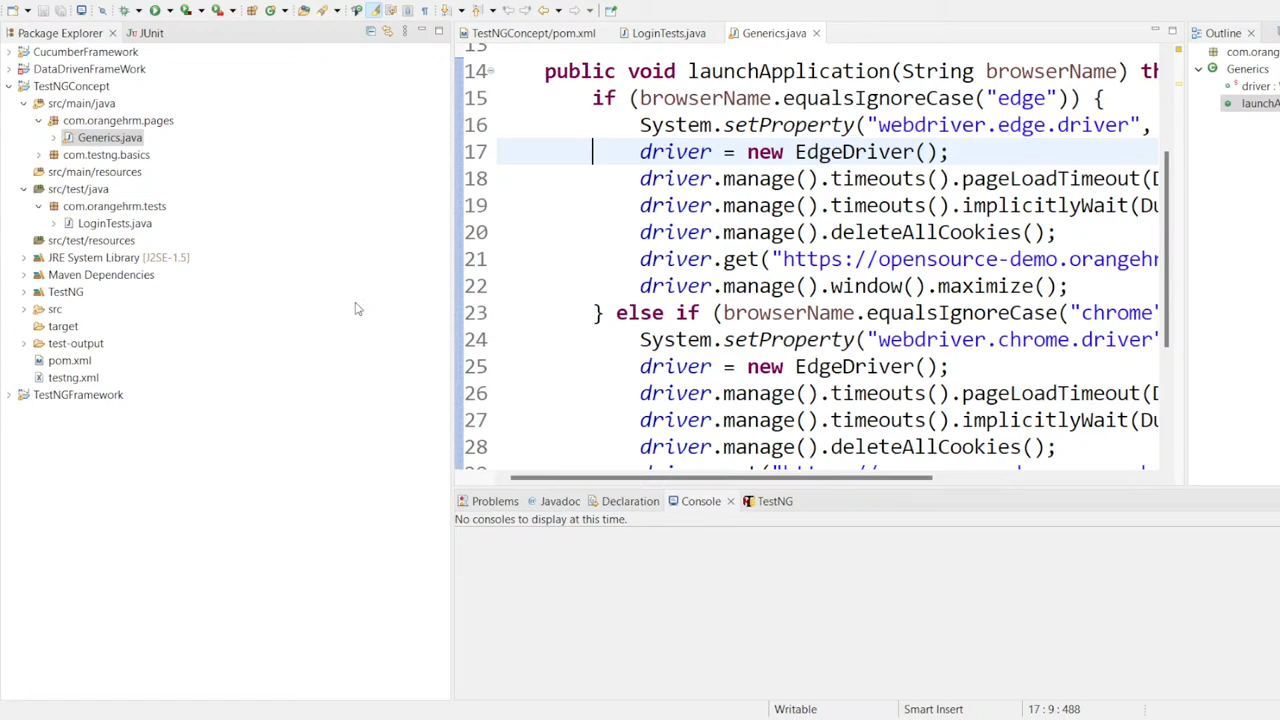 Package Explorer
JUnit
CucumberFramework
DataDrivenFrameWork
TestNGConcept
src/main/java
com.orangehrm.pages
Generics.java
com.testng.basics
src/main/resources
src/test/java
com.orangehrm.tests
LoginTests.java
src/test/resources
JRE System Library [J2SE-1.5]
Maven Dependencies
TestNG
src
target
test-output
pom.xml
testng.xml
TestNGFramework
TestNGConcept/pom.xml
LoginTests.java
Generics.java
14 public void launchApplication(String browserName) th
15 if (browserName.equalsIgnoreCase("edge")) {
16 System.setProperty("webdriver.edge.driver",
17 driver = new EdgeDriver();
18 driver.manage().timeouts().pageLoadTimeout(D
19 driver.manage().timeouts().implicitlyWait(Du
20 driver.manage().deleteAllCookies();
21 driver.get("https://opensource-demo.orangehr
22 driver.manage().window().maximize();
23 } else if (browserName.equalsIgnoreCase("chrome"
24 System.setProperty("webdriver.chrome.driver"
25 driver = new EdgeDriver();
26 driver.manage().timeouts().pageLoadTimeout(D
27 driver.manage().timeouts().implicitlyWait(Du
28 driver.manage().deleteAllCookies();
Problems
Javadoc
Declaration
Console
TestNG
No consoles to display at this time.
Outline
com.orang
Generics
driver :
launchA
Writable
Smart Insert
17 : 9 : 488